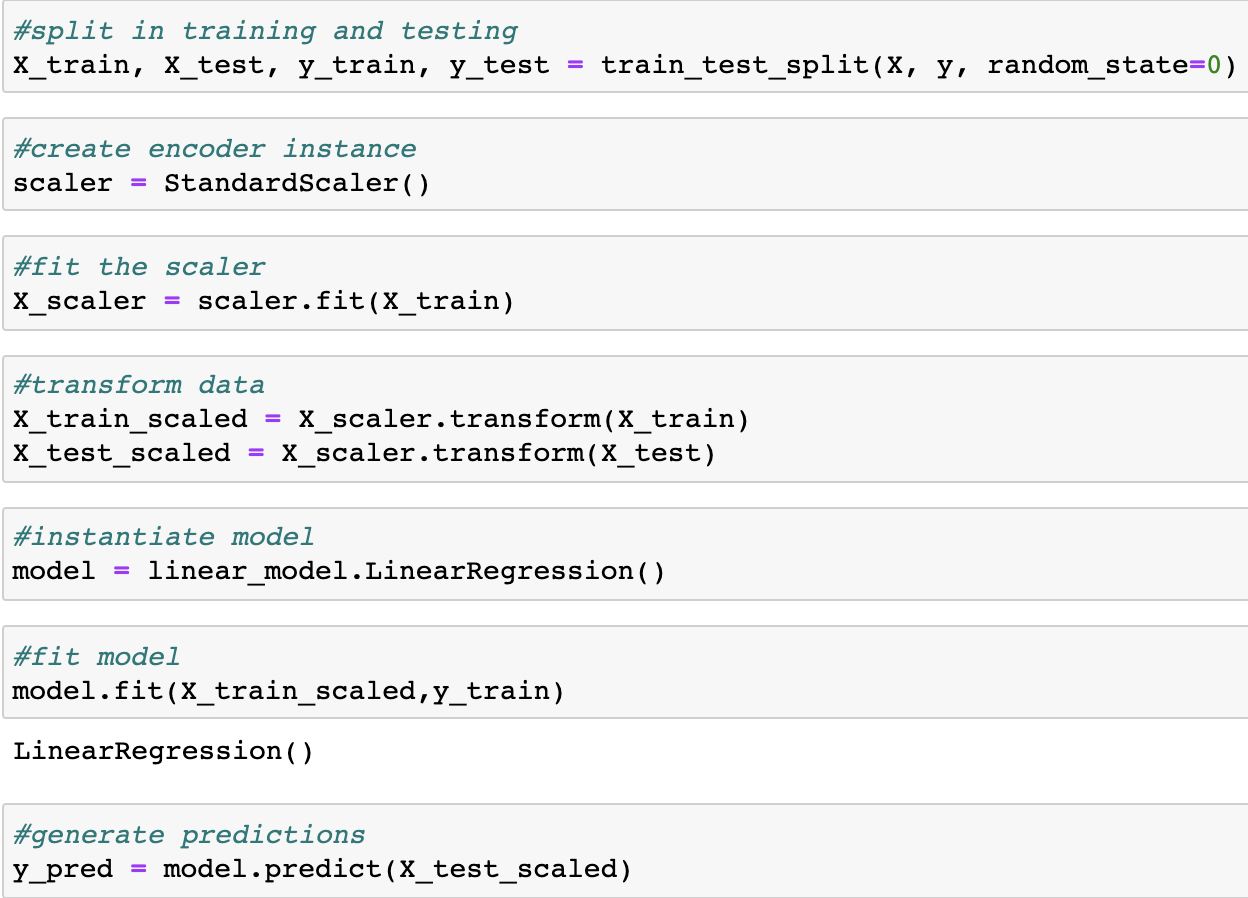 #split in training and testing
X_train, X_test, y_train, y_test = train_test_split(X, y, random_state=0)
#create encoder instance
scaler = StandardScaler()
#fit the scaler
X_scaler = scaler.fit(X_train)
#transform data
X_train_scaled = X_scaler.transform(X_train)
X_test_scaled = X_scaler.transform(X_test)
#instantiate model
model = linear_model.LinearRegression()
#fit model
model.fit(X_train_scaled,y_train)
LinearRegression()
#generate predictions
y_pred = model.predict(X_test_scaled)